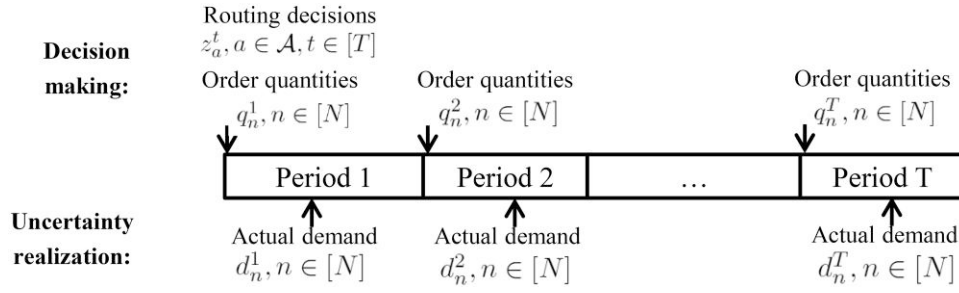 Routing decisions
Decision making:
z_a^t, a ∈ 𝒜, t ∈ [T]
Order quantities Order quantities Order quantities
q_n^1, n ∈ [N] q_n^2, n ∈ [N] q_n^T, n ∈ [N]
Period 1 Period 2 ... Period T
Uncertainty realization:
Actual demand Actual demand Actual demand
d_n^1, n ∈ [N] d_n^2, n ∈ [N] d_n^T, n ∈ [N]